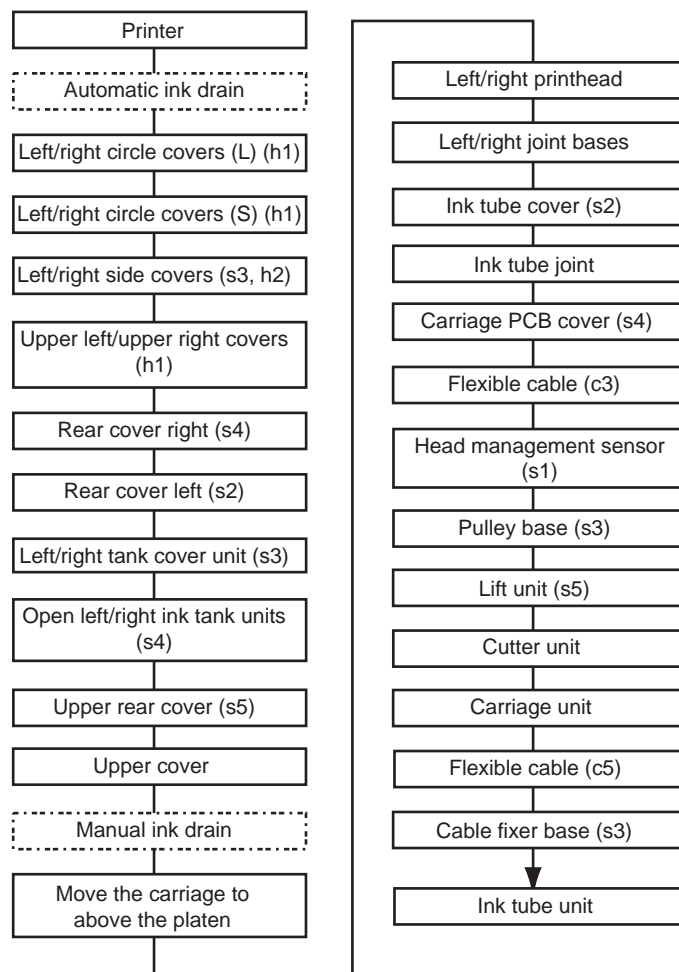 Printer
Automatic ink drain
Left/right circle covers (L) (h1)
Left/right circle covers (S) (h1)
Left/right side covers (s3, h2)
Upper left/upper right covers
(h1)
Rear cover right (s4)
Rear cover left (s2)
Left/right tank cover unit (s3)
Open left/right ink tank units
(s4)
Upper rear cover (s5)
Upper cover
Manual ink drain
Move the carriage to
above the platen
Left/right printhead
Left/right joint bases
Ink tube cover (s2)
Ink tube joint
Carriage PCB cover (s4)
Flexible cable (c3)
Head management sensor
(s1)
Pulley base (s3)
Lift unit (s5)
Cutter unit
Carriage unit
Flexible cable (c5)
Cable fixer base (s3)
Ink tube unit